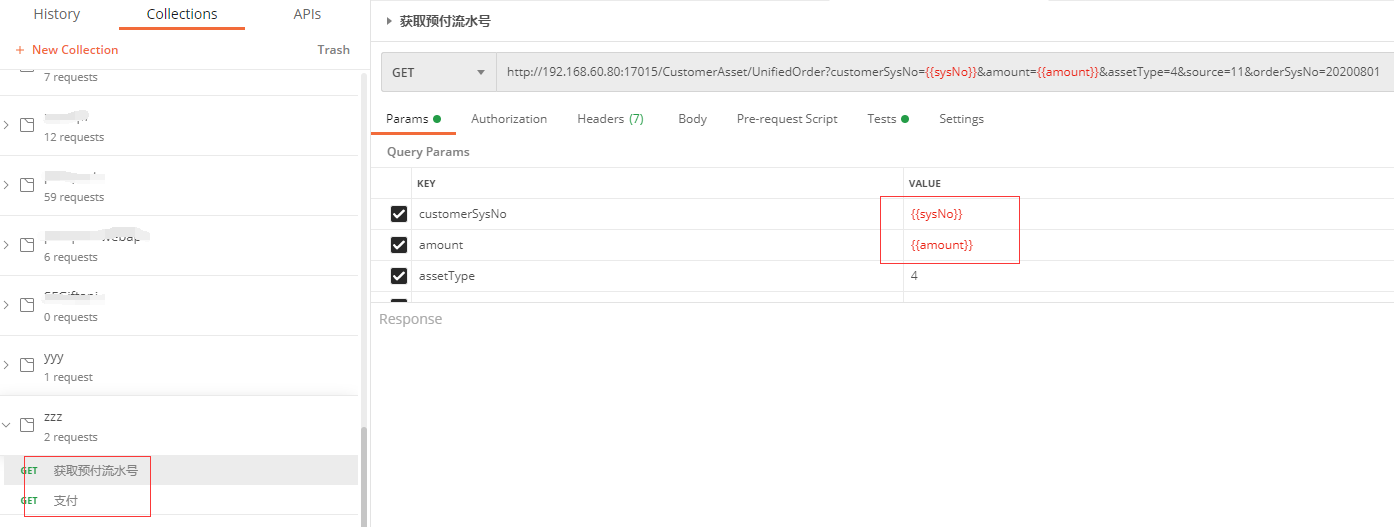 History Collections APIs
+ New Collection Trash
7 requests
12 requests
59 requests
6 requests
0 requests
yyy
1 request
zzz
2 requests
GET 获取预付流水号
GET 支付
获取预付流水号
GET http://192.168.60.80:17015/CustomerAsset/UnifiedOrder?customerSysNo={{sysNo}}&amount={{amount}}&assetType=4&source=11&orderSysNo=20200801
Params Authorization Headers (7) Body Pre-request Script Tests Settings
Query Params
KEY VALUE
customerSysNo {{sysNo}}
amount {{amount}}
assetType 4
Response